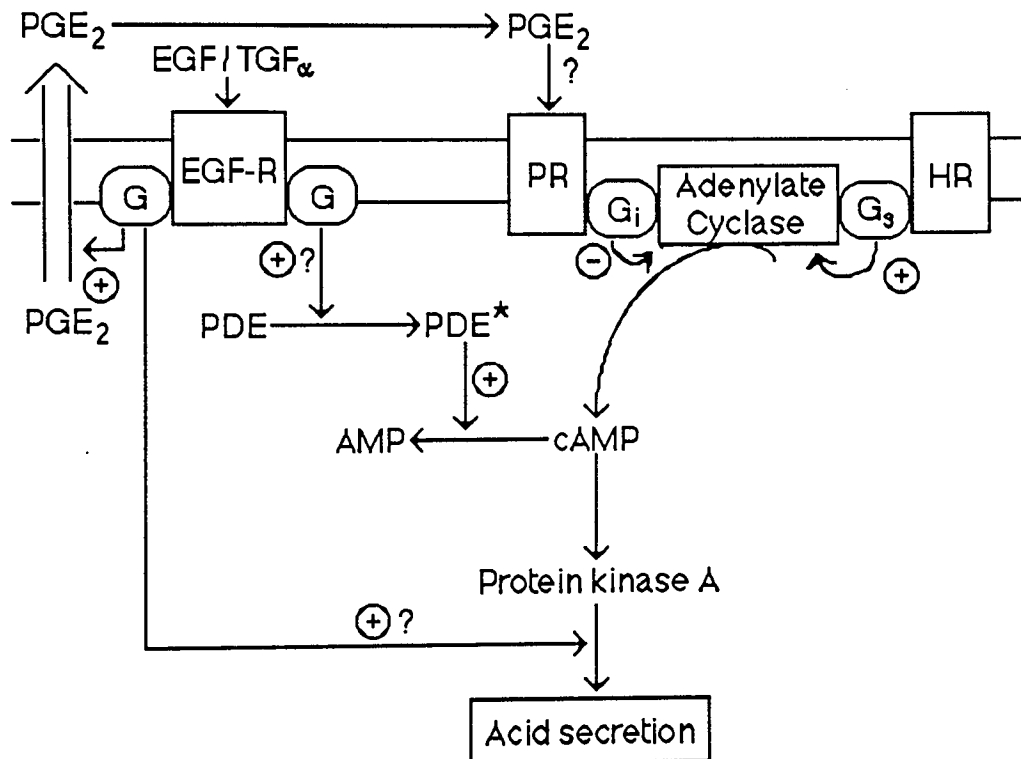 PGE₂ PGE₂
EGF/TGFα ?
EGF-R PR Adenylate Cyclase HR
G G Gᵢ Gₛ
+ +? − +
PGE₂
PDE PDE*
+
AMP cAMP
Protein kinase A
+ ?
Acid secretion